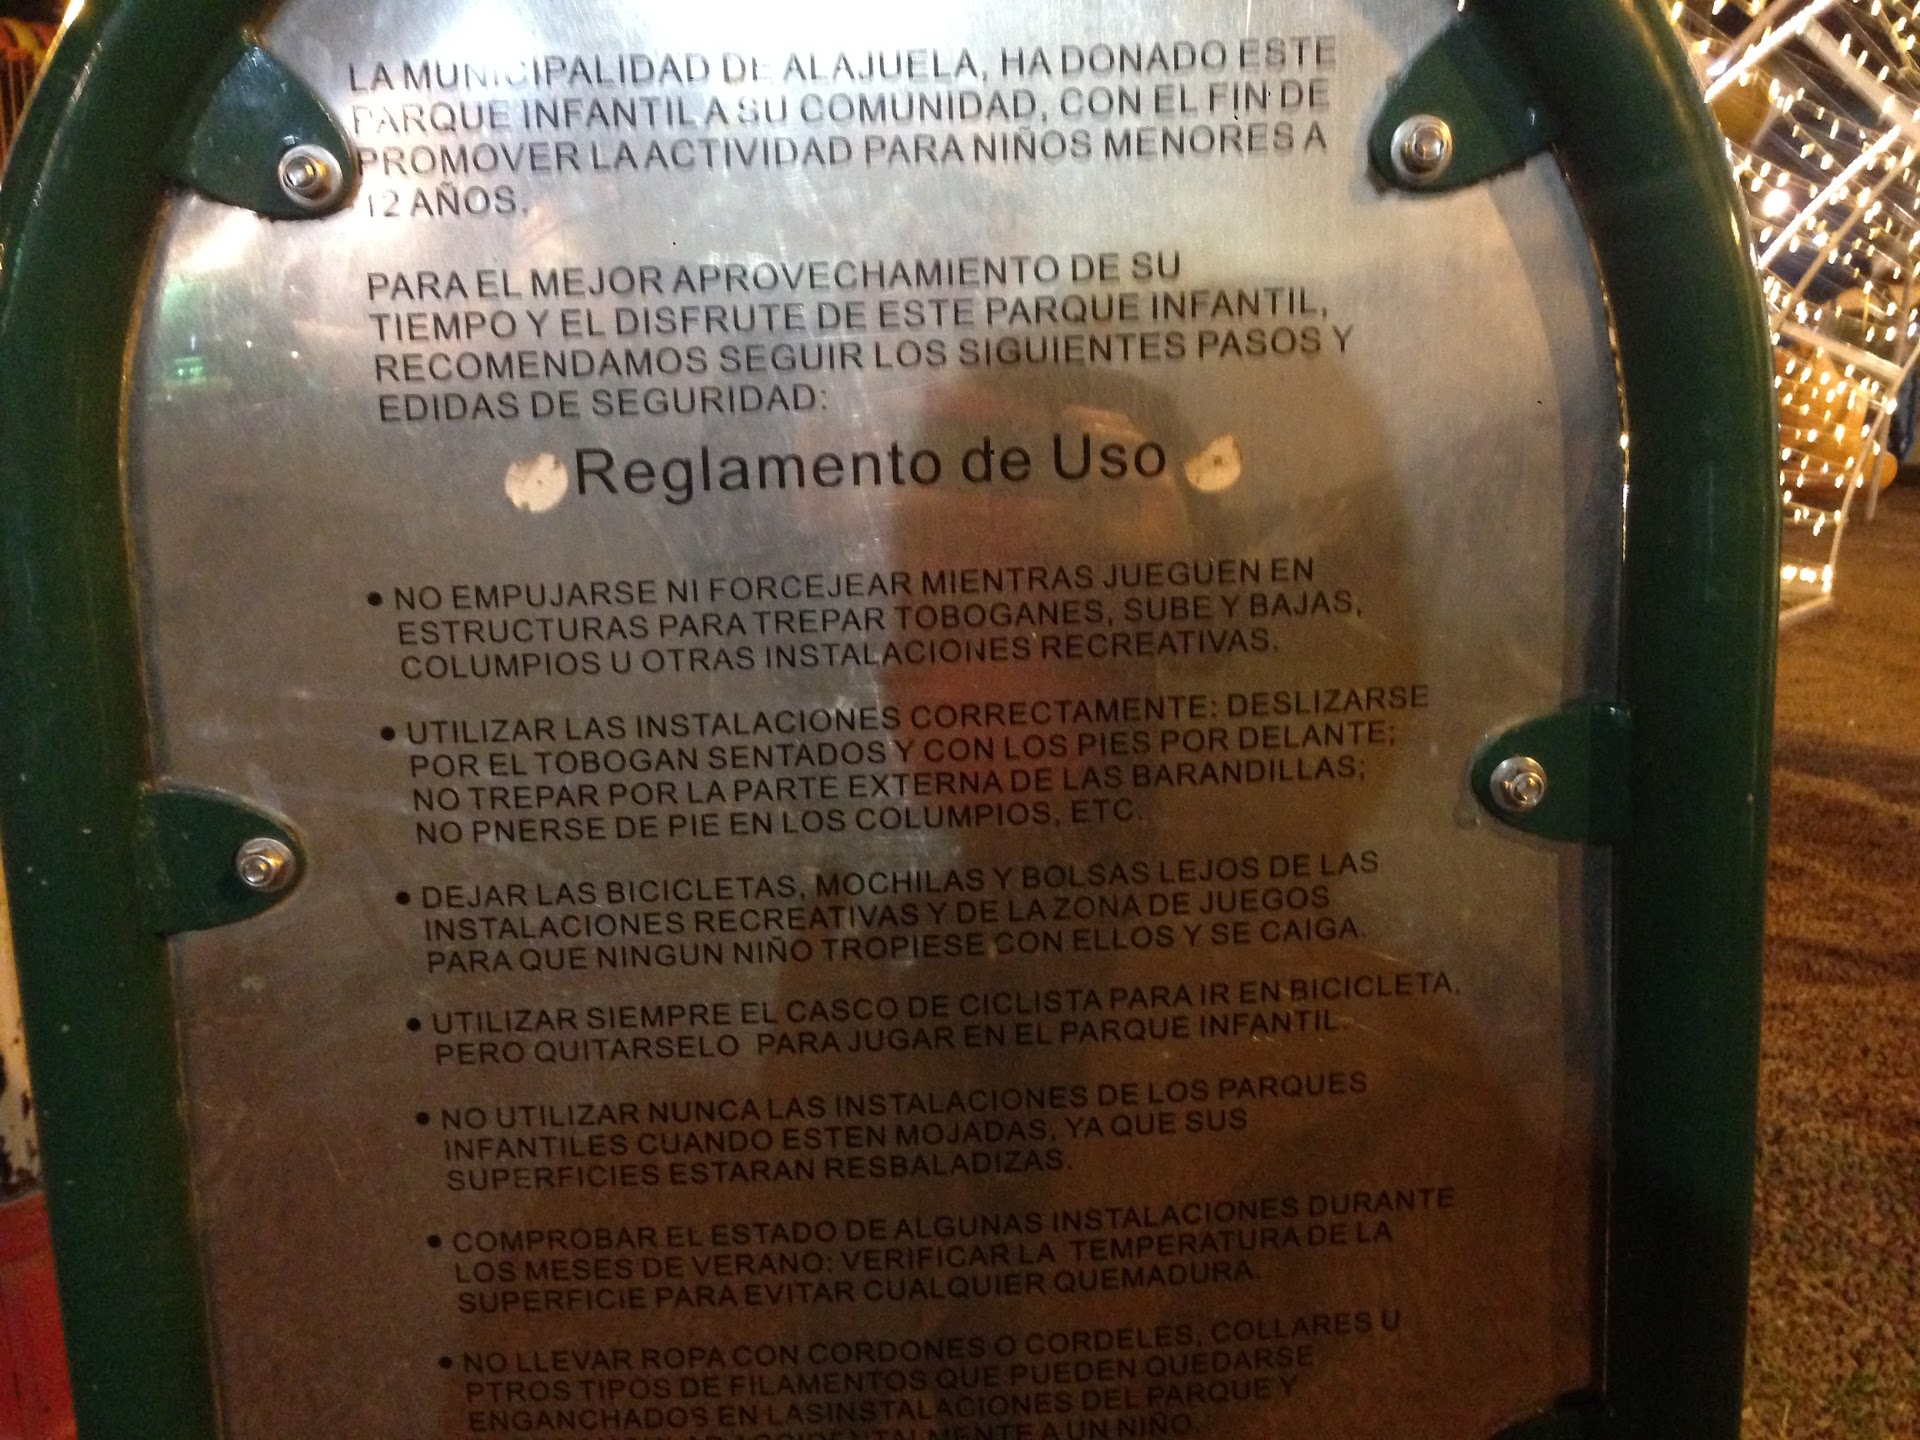 LA MUNICIPALIDAD DE ALAJUELA, HA DONADO ESTE
PARQUE INFANTIL A SU COMUNIDAD, CON EL FIN DE
PROMOVER LA ACTIVIDAD PARA NIÑOS MENORES A
12 AÑOS.
PARA EL MEJOR APROVECHAMIENTO DE SU
TIEMPO Y EL DISFRUTE DE ESTE PARQUE INFANTIL,
RECOMENDAMOS SEGUIR LOS SIGUIENTES PASOS Y
EDIDAS DE SEGURIDAD:
Reglamento de Uso
• NO EMPUJARSE NI FORCEJEAR MIENTRAS JUEGUEN EN
ESTRUCTURAS PARA TREPAR TOBOGANES, SUBE Y BAJAS,
COLUMPIOS U OTRAS INSTALACIONES RECREATIVAS.
• UTILIZAR LAS INSTALACIONES CORRECTAMENTE: DESLIZARSE
POR EL TOBOGAN SENTADOS Y CON LOS PIES POR DELANTE;
NO TREPAR POR LA PARTE EXTERNA DE LAS BARANDILLAS;
NO PNERSE DE PIE EN LOS COLUMPIOS, ETC.
• DEJAR LAS BICICLETAS, MOCHILAS Y BOLSAS LEJOS DE LAS
INSTALACIONES RECREATIVAS Y DE LA ZONA DE JUEGOS
PARA QUE NINGUN NIÑO TROPIESE CON ELLOS Y SE CAIGA.
• UTILIZAR SIEMPRE EL CASCO DE CICLISTA PARA IR EN BICICLETA,
PERO QUITARSELO PARA JUGAR EN EL PARQUE INFANTIL.
• NO UTILIZAR NUNCA LAS INSTALACIONES DE LOS PARQUES
INFANTILES CUANDO ESTEN MOJADAS, YA QUE SUS
SUPERFICIES ESTARAN RESBALADIZAS.
• COMPROBAR EL ESTADO DE ALGUNAS INSTALACIONES DURANTE
LOS MESES DE VERANO: VERIFICAR LA TEMPERATURA DE LA
SUPERFICIE PARA EVITAR CUALQUIER QUEMADURA.
• NO LLEVAR ROPA CON CORDONES O CORDELES, COLLARES U
PTROS TIPOS DE FILAMENTOS QUE PUEDEN QUEDARSE
ENGANCHADOS EN LASINSTALACIONES DEL PARQUE Y
ACCIDENTALMENTE A UN NIÑO.